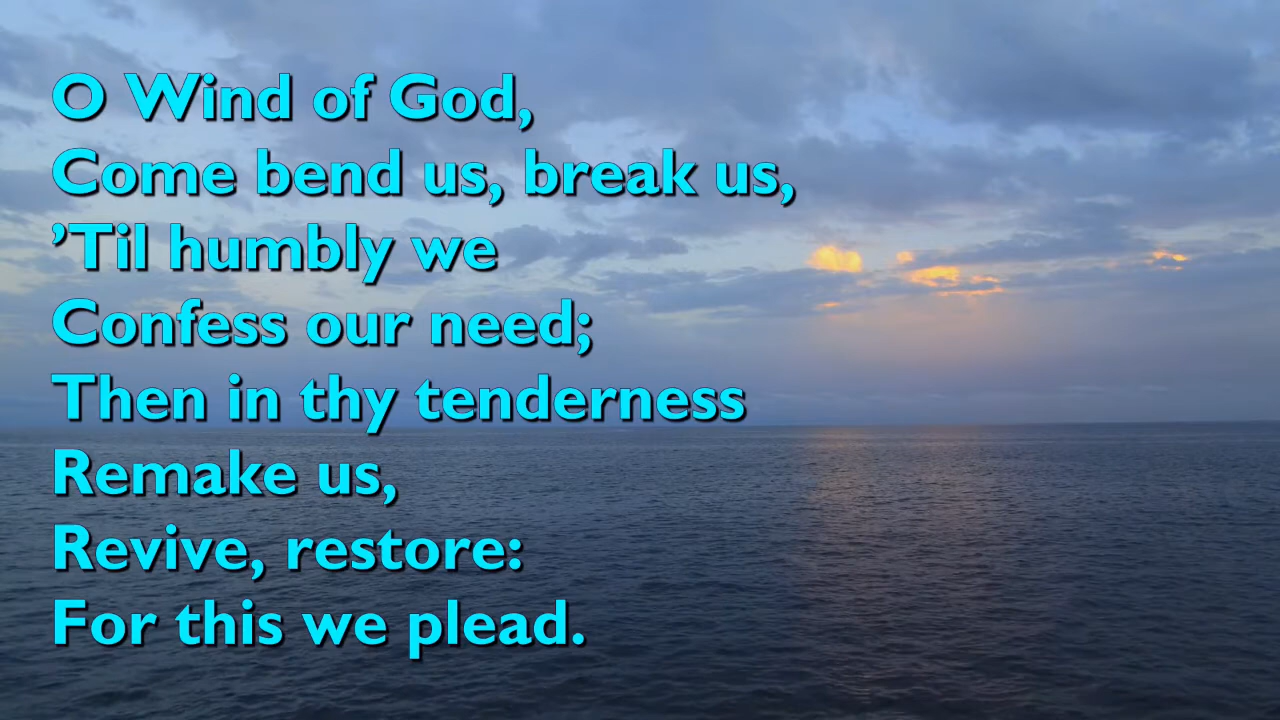 O Wind of God,
Come bend us, break us,
’Til humbly we
Confess our need;
Then in thy tenderness
Remake us,
Revive, restore:
For this we plead.